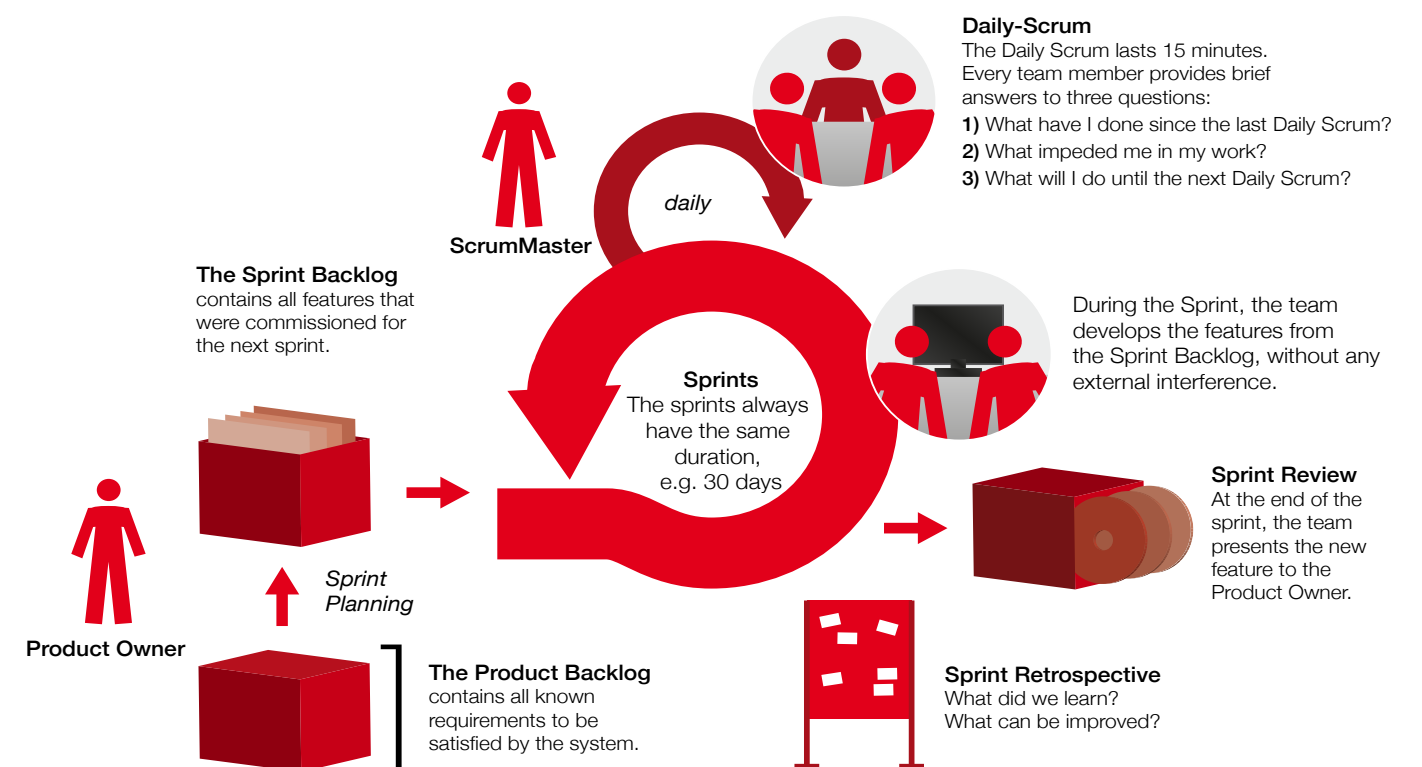 Daily-Scrum
The Daily Scrum lasts 15 minutes.
Every team member provides brief
answers to three questions:
1) What have I done since the last Daily Scrum?
2) What impeded me in my work?
3) What will I do until the next Daily Scrum?
daily
ScrumMaster
The Sprint Backlog
contains all features that
were commissioned for
the next sprint.
During the Sprint, the team
develops the features from
the Sprint Backlog, without any
external interference.
Sprints
The sprints always
have the same
duration,
e.g. 30 days
Sprint Review
At the end of the
sprint, the team
presents the new
feature to the
Product Owner.
Sprint
Planning
Product Owner
The Product Backlog
contains all known
requirements to be
satisfied by the system.
Sprint Retrospective
What did we learn?
What can be improved?